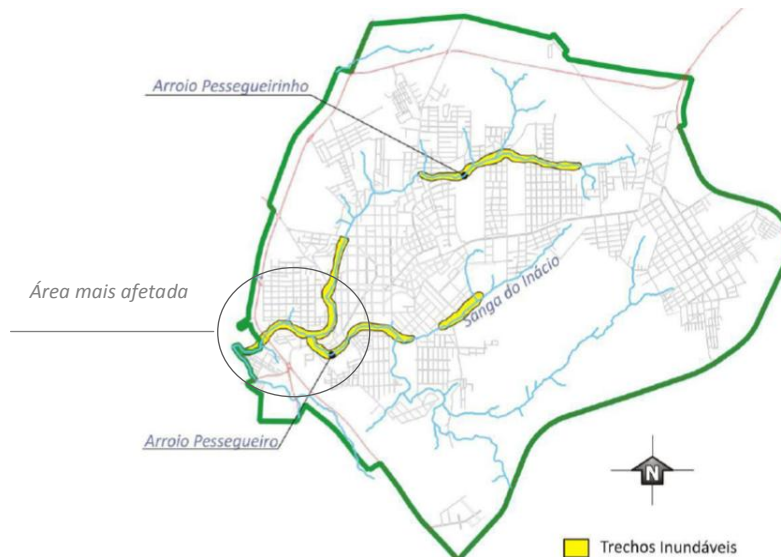 Arroio Pessegueirinho
Área mais afetada
Sanga do Inácio
Arroio Pessegueiro
N
Trechos Inundáveis